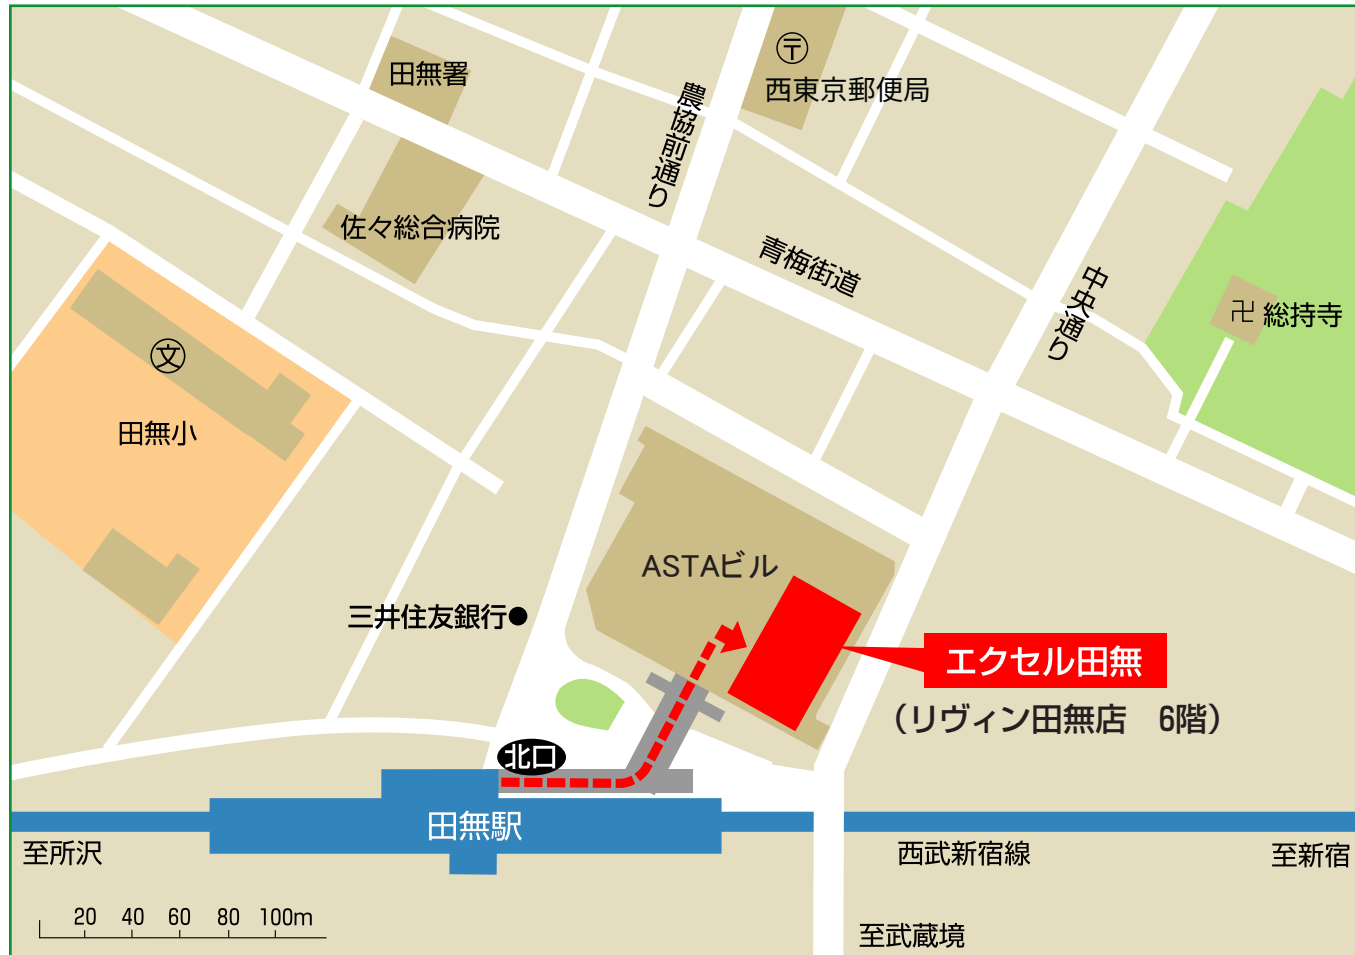 〒
田無署
西東京郵便局
農協前通り
佐々総合病院
青梅街道
中央通り
卍 総持寺
文
田無小
ASTAビル
三井住友銀行●
エクセル田無
(リヴィン田無店 6階)
北口
田無駅
至所沢
西武新宿線
至新宿
20 40 60 80 100m
至武蔵境